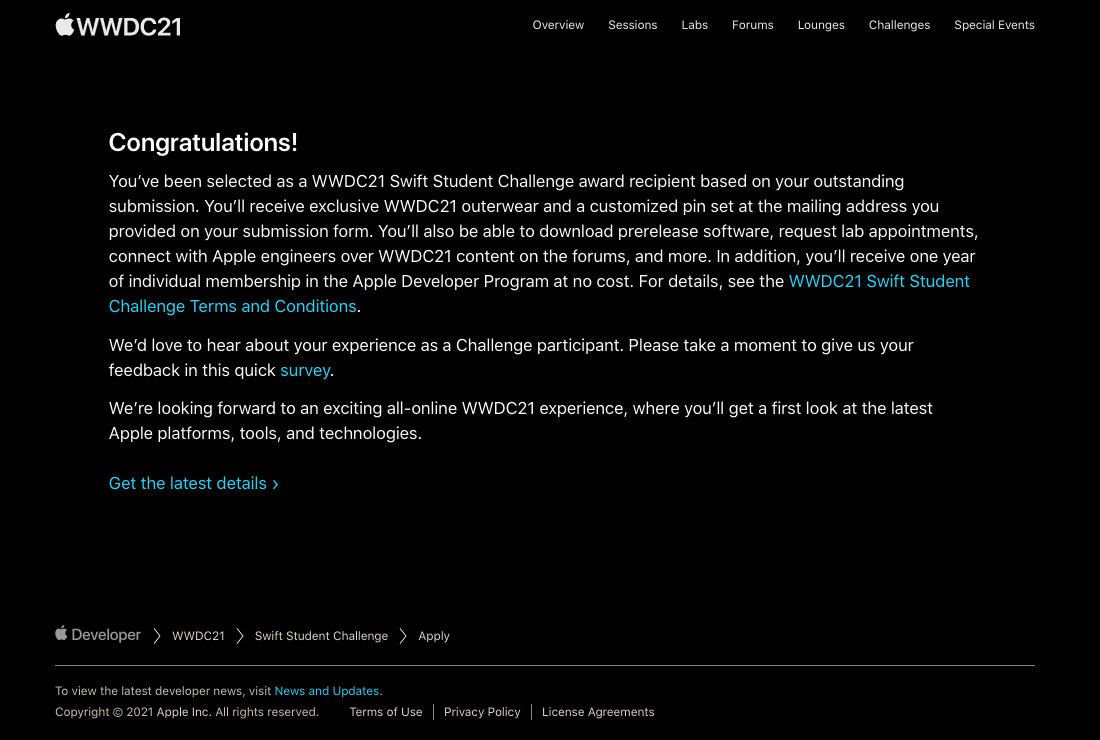 WWDC21
Overview Sessions Labs Forums Lounges Challenges Special Events
Congratulations!
You’ve been selected as a WWDC21 Swift Student Challenge award recipient based on your outstanding
submission. You’ll receive exclusive WWDC21 outerwear and a customized pin set at the mailing address you
provided on your submission form. You’ll also be able to download prerelease software, request lab appointments,
connect with Apple engineers over WWDC21 content on the forums, and more. In addition, you’ll receive one year
of individual membership in the Apple Developer Program at no cost. For details, see the WWDC21 Swift Student
Challenge Terms and Conditions.
We’d love to hear about your experience as a Challenge participant. Please take a moment to give us your
feedback in this quick survey.
We’re looking forward to an exciting all-online WWDC21 experience, where you’ll get a first look at the latest
Apple platforms, tools, and technologies.
Get the latest details ›
Developer WWDC21 Swift Student Challenge Apply
To view the latest developer news, visit News and Updates.
Copyright © 2021 Apple Inc. All rights reserved. Terms of Use Privacy Policy License Agreements